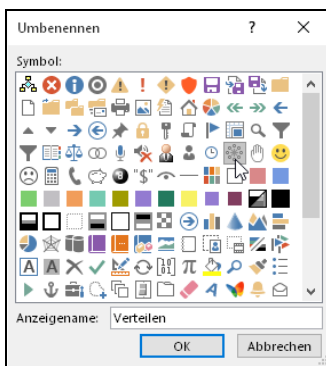 Umbenennen ? ×
Symbol:
"$"
Anzeigename: Verteilen
OK Abbrechen